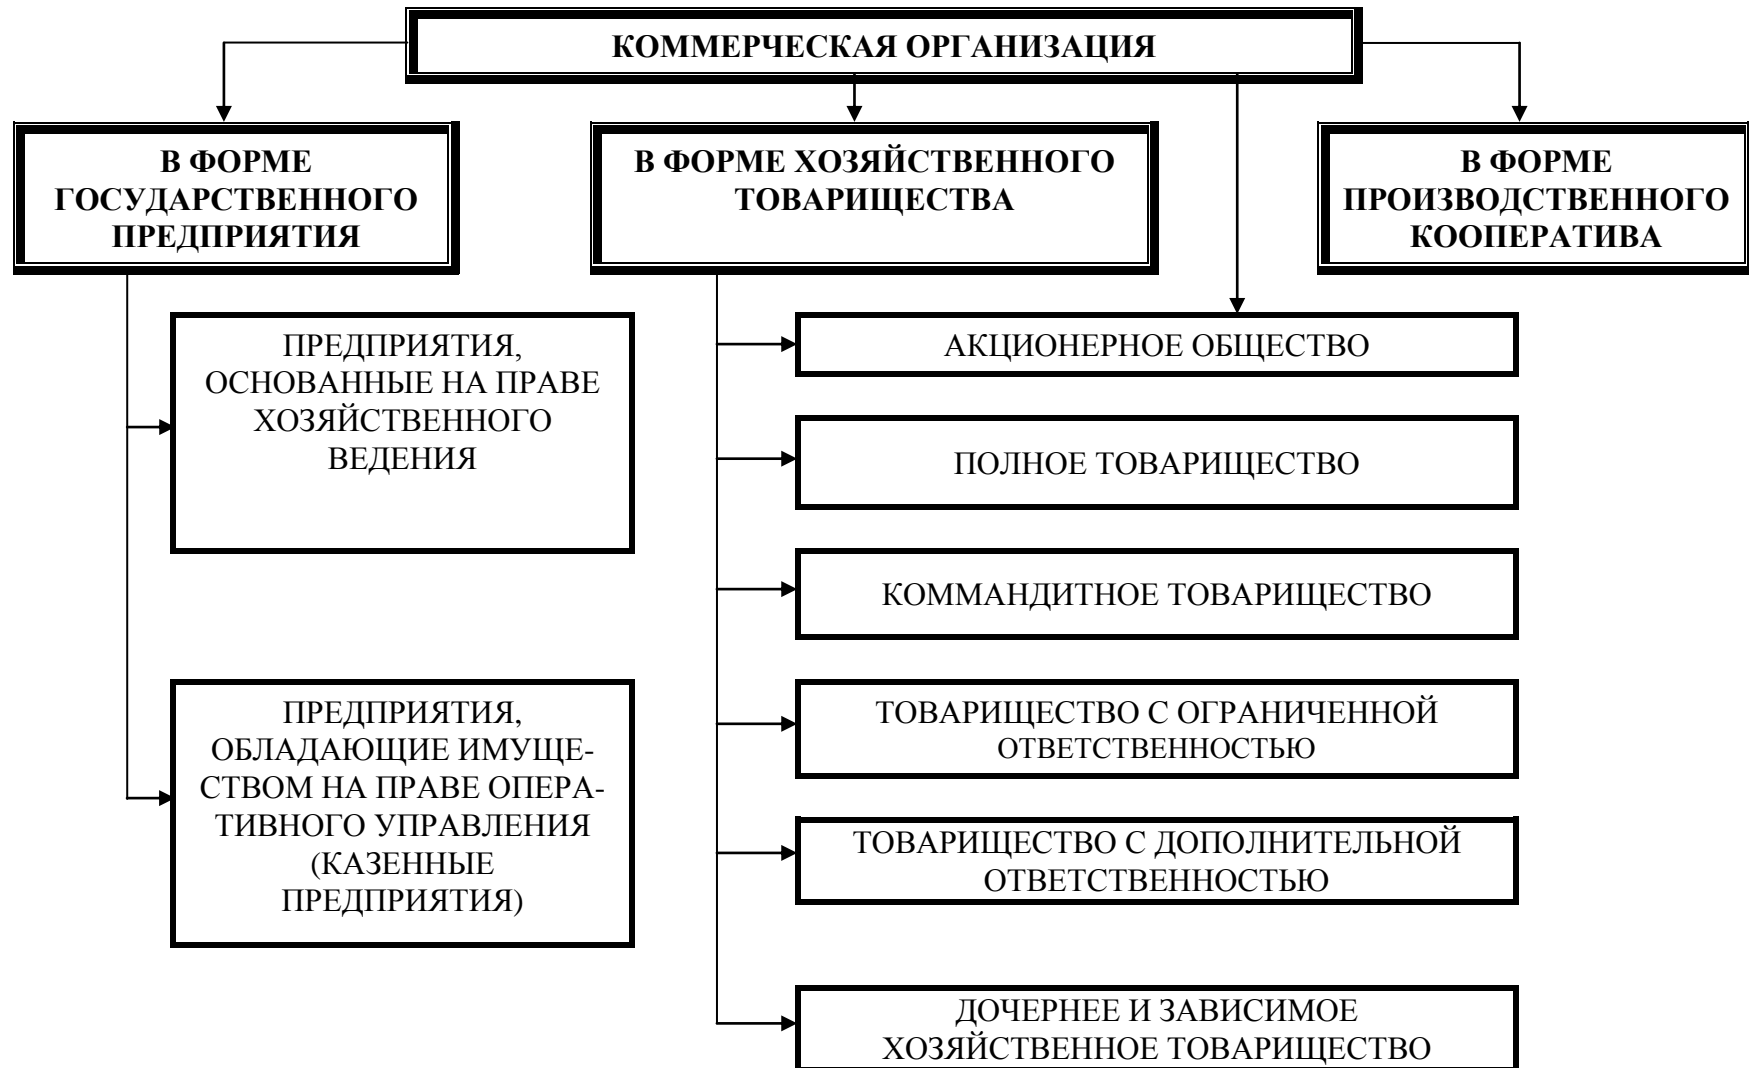 КОММЕРЧЕСКАЯ ОРГАНИЗАЦИЯ
В ФОРМЕ
ГОСУДАРСТВЕННОГО
ПРЕДПРИЯТИЯ
В ФОРМЕ ХОЗЯЙСТВЕННОГО
ТОВАРИЩЕСТВА
В ФОРМЕ
ПРОИЗВОДСТВЕННОГО
КООПЕРАТИВА
ПРЕДПРИЯТИЯ,
ОСНОВАННЫЕ НА ПРАВЕ
ХОЗЯЙСТВЕННОГО
ВЕДЕНИЯ
ПРЕДПРИЯТИЯ,
ОБЛАДАЮЩИЕ ИМУЩЕ-
СТВОМ НА ПРАВЕ ОПЕРА-
ТИВНОГО УПРАВЛЕНИЯ
(КАЗЕННЫЕ
ПРЕДПРИЯТИЯ)
АКЦИОНЕРНОЕ ОБЩЕСТВО
ПОЛНОЕ ТОВАРИЩЕСТВО
КОММАНДИТНОЕ ТОВАРИЩЕСТВО
ТОВАРИЩЕСТВО С ОГРАНИЧЕННОЙ
ОТВЕТСТВЕННОСТЬЮ
ТОВАРИЩЕСТВО С ДОПОЛНИТЕЛЬНОЙ
ОТВЕТСТВЕННОСТЬЮ
ДОЧЕРНЕЕ И ЗАВИСИМОЕ
ХОЗЯЙСТВЕННОЕ ТОВАРИЩЕСТВО